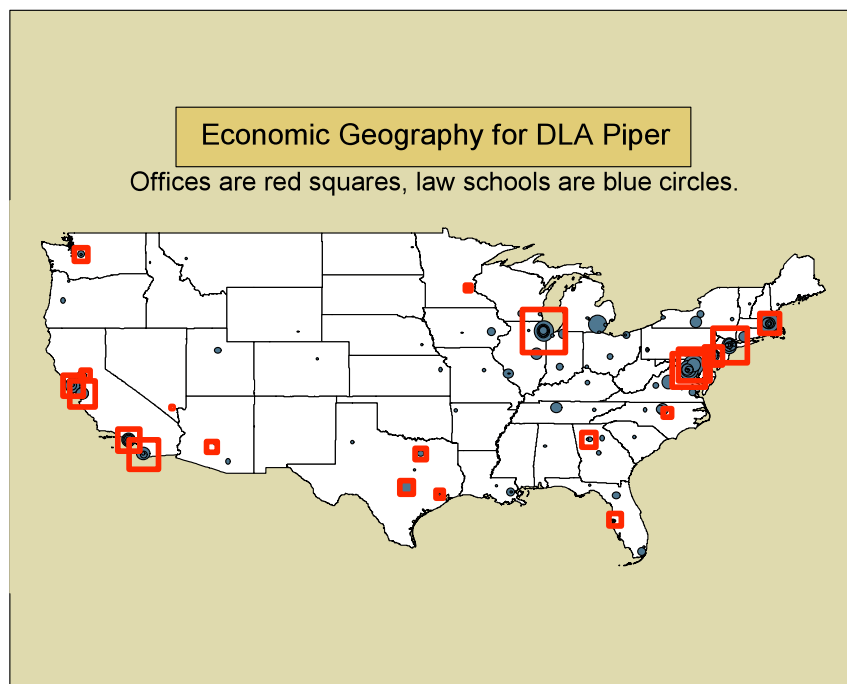 Economic Geography for DLA Piper
Offices are red squares, law schools are blue circles.